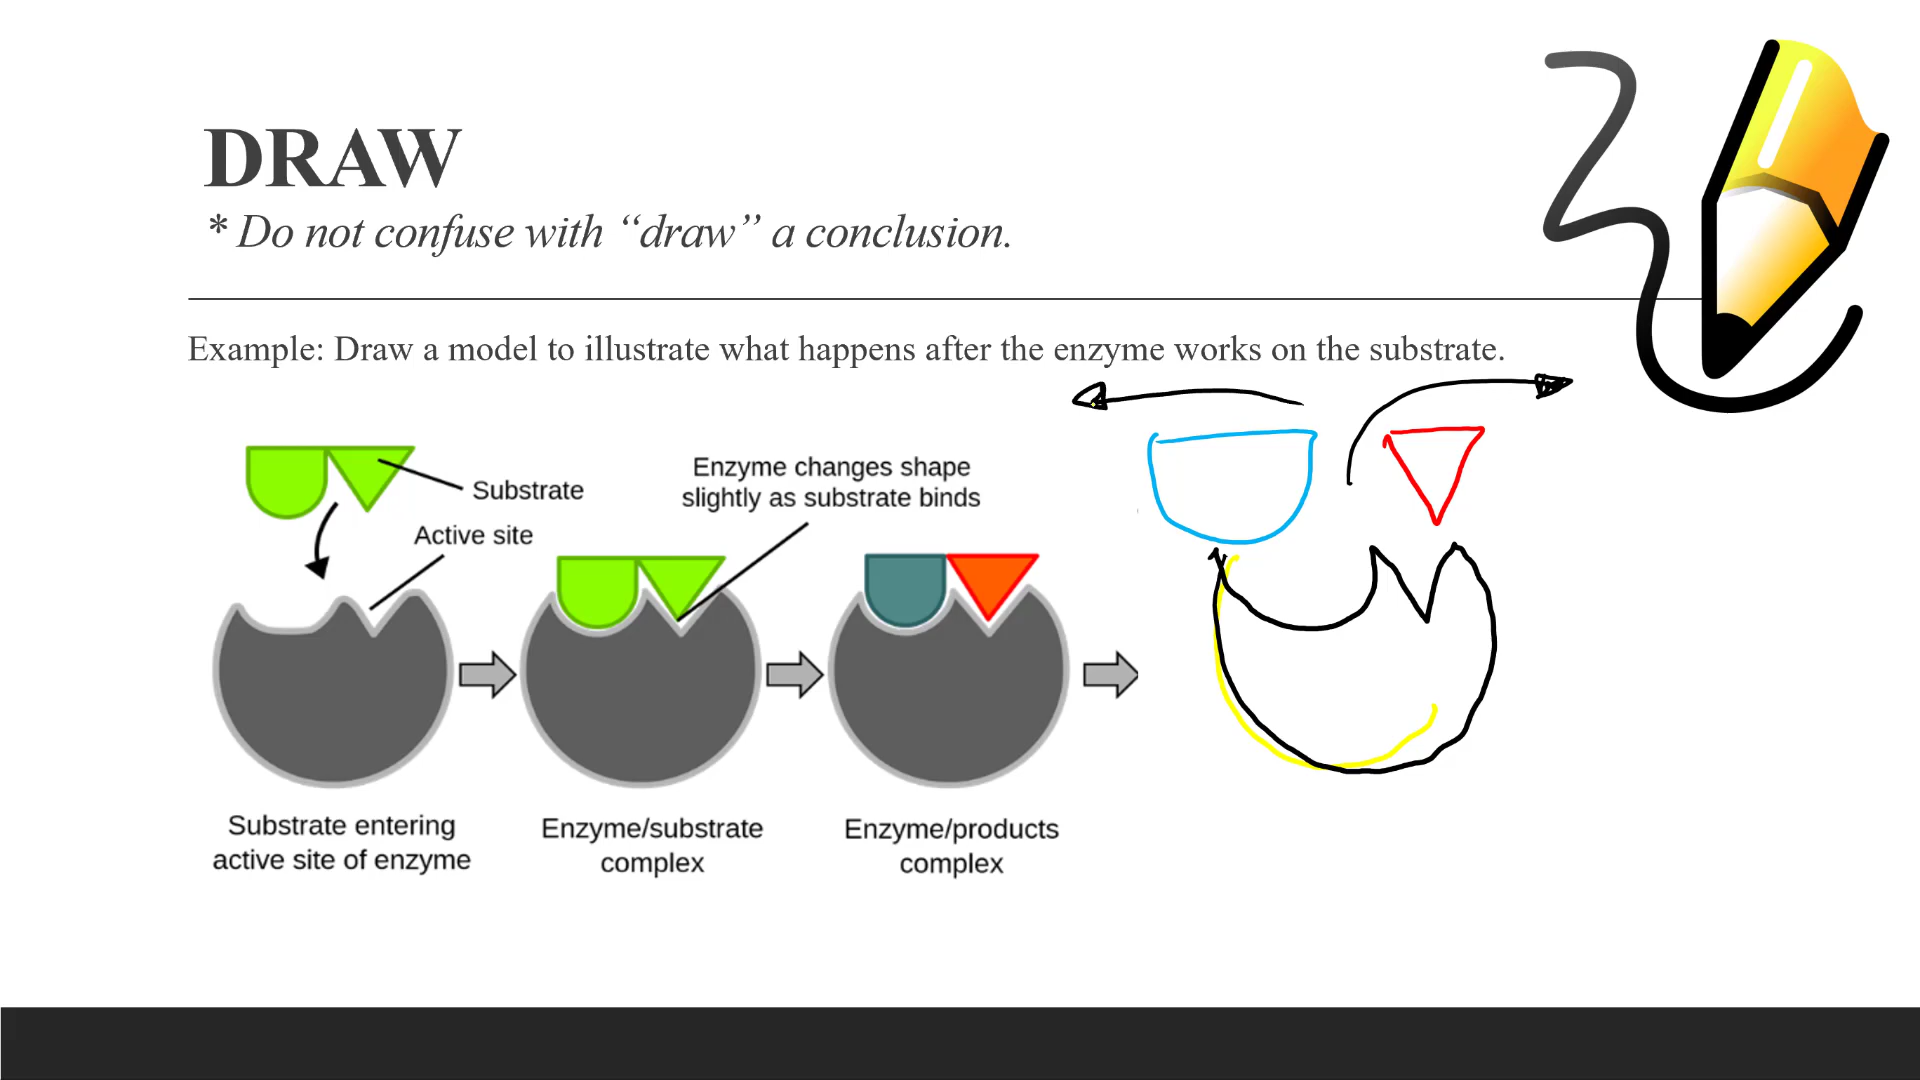 DRAW
* Do not confuse with “draw” a conclusion.
Example: Draw a model to illustrate what happens after the enzyme works on the substrate.
Substrate
Active site
Enzyme changes shape
slightly as substrate binds
Substrate entering
active site of enzyme
Enzyme/substrate
complex
Enzyme/products
complex